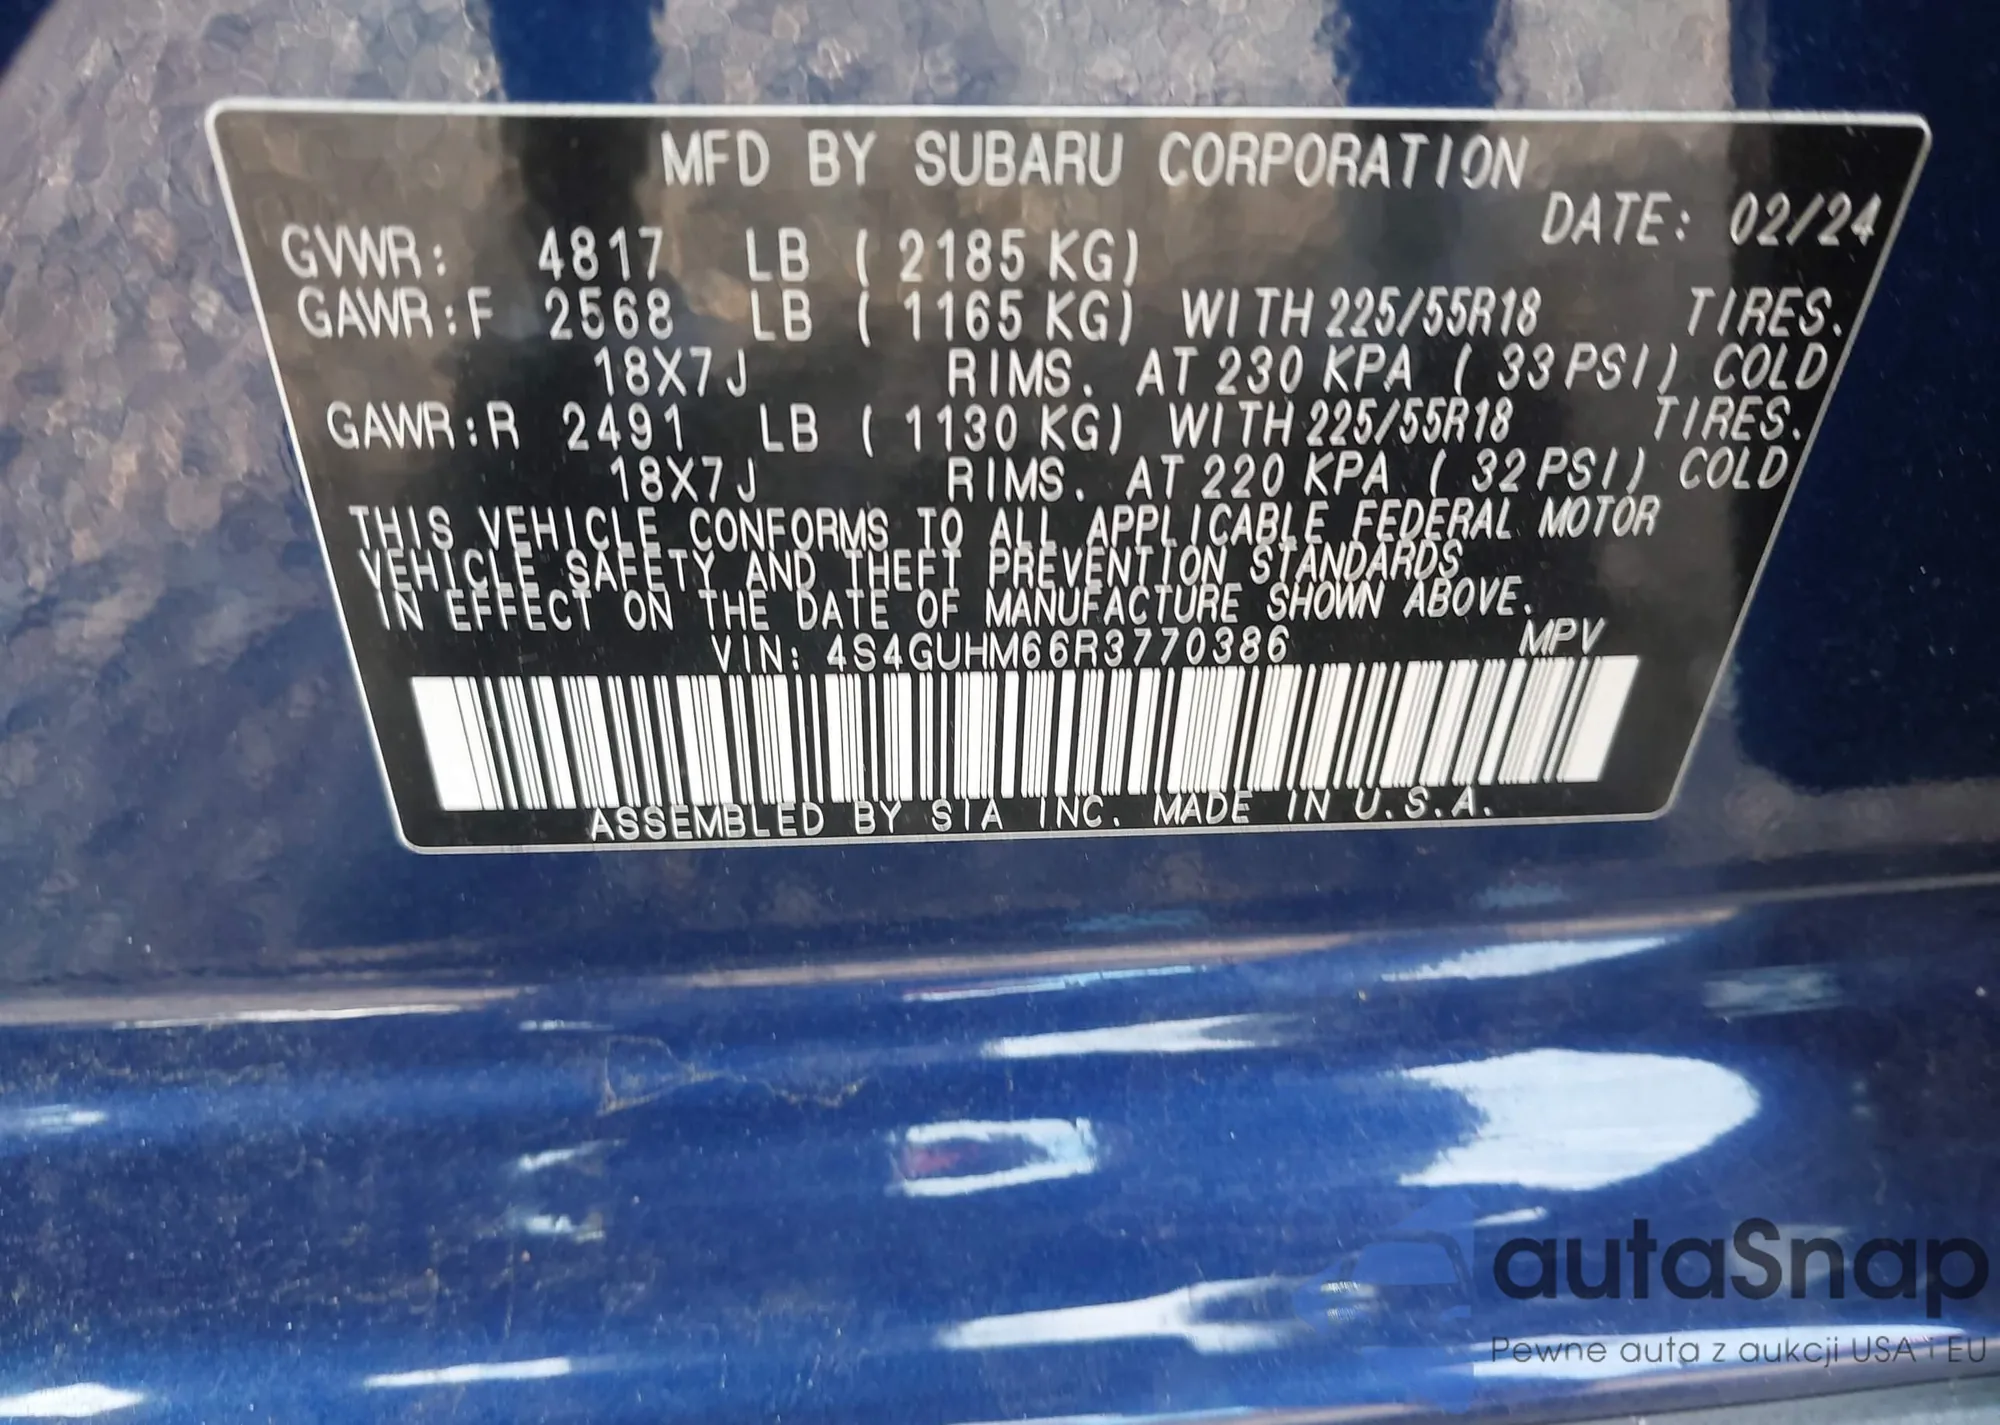 MFD BY SUBARU CORPORATION
DATE: 02/24
GVWR: 4817 LB ( 2185 KG)
GAWR:F 2568 LB ( 1165 KG) WITH 225/55R18 TIRES.
18X7J RIMS. AT 230 KPA ( 33 PSI) COLD
GAWR:R 2491 LB ( 1130 KG) WITH 225/55R18 TIRES.
18X7J RIMS. AT 220 KPA ( 32 PSI) COLD
THIS VEHICLE CONFORMS TO ALL APPLICABLE FEDERAL MOTOR
VEHICLE SAFETY AND THEFT PREVENTION STANDARDS
IN EFFECT ON THE DATE OF MANUFACTURE SHOWN ABOVE.
VIN: 4S4GUHM66R3770386 MPV
ASSEMBLED BY SIA INC. MADE IN U.S.A.
autaSnap
Pewne auta z aukcji USA i EU